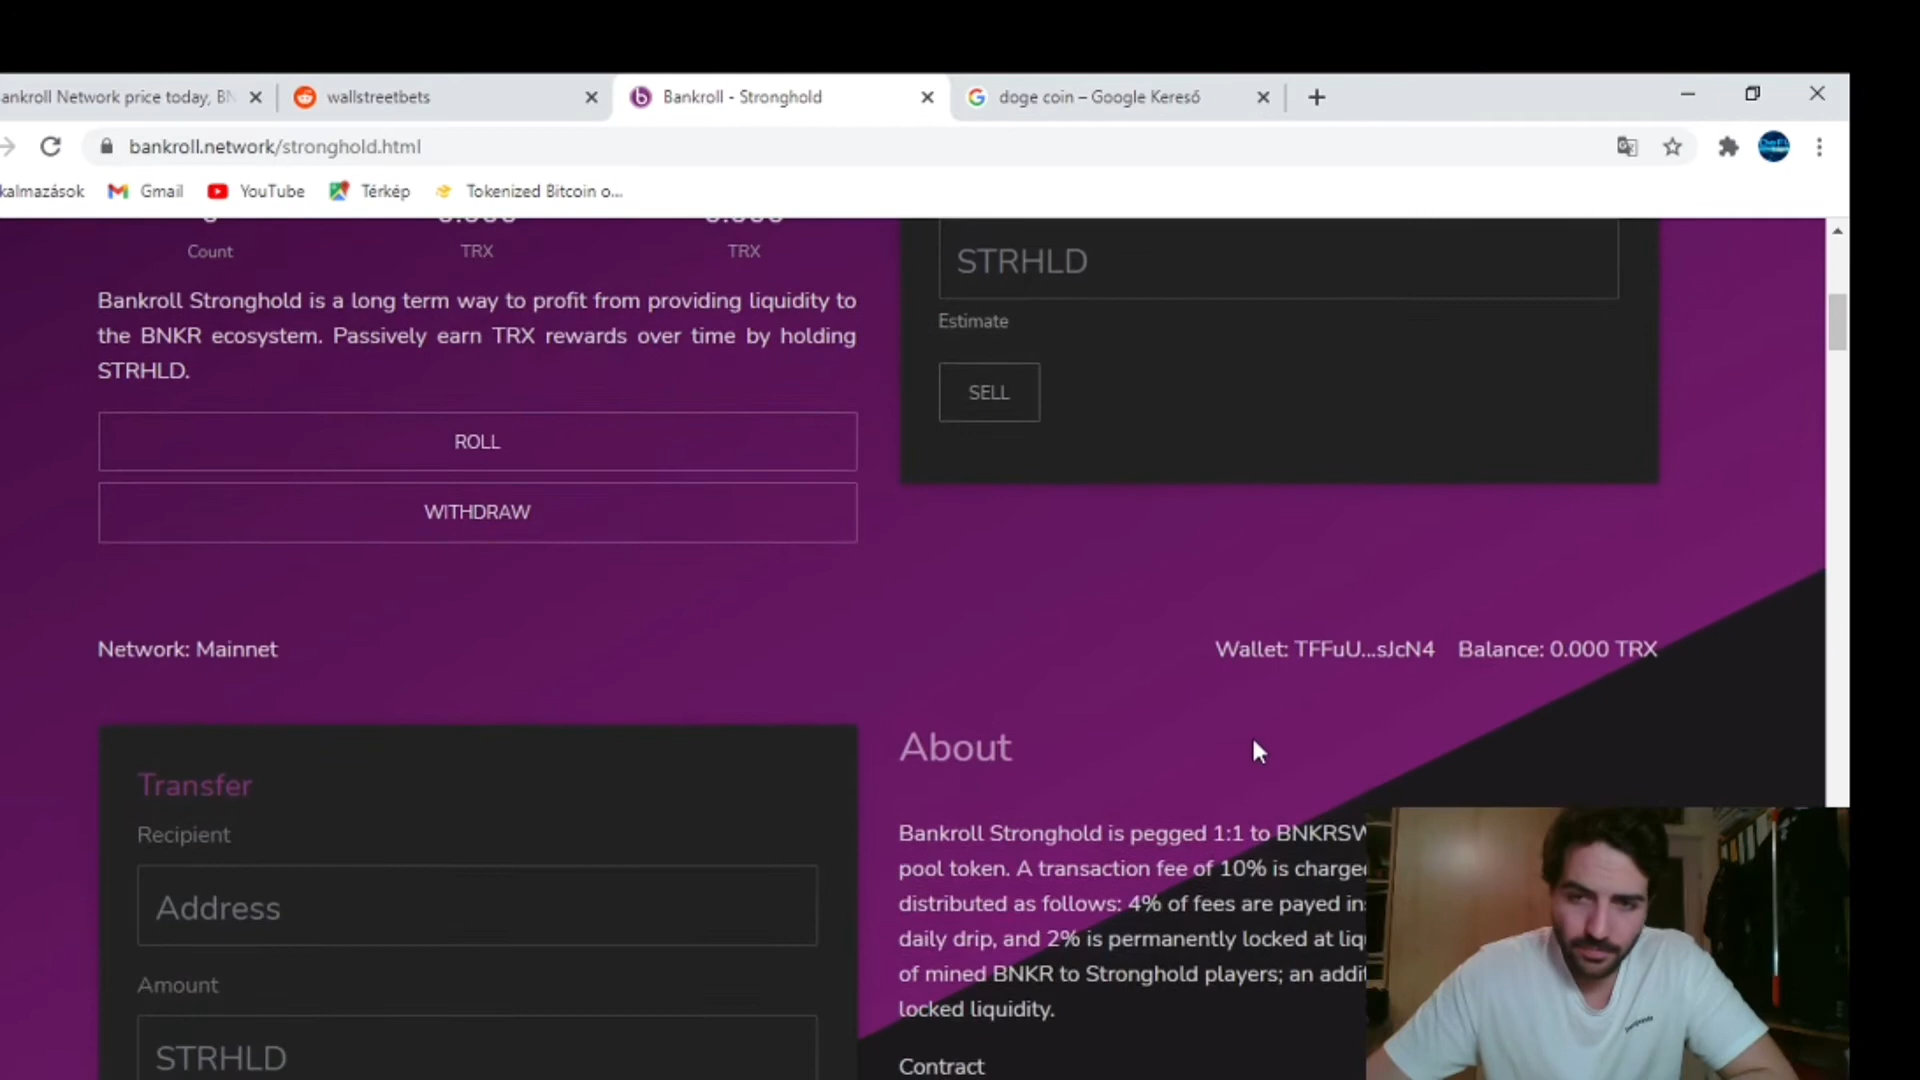 ankroll Network price today, BN
wallstreetbets
Bankroll - Stronghold
doge coin – Google Kereső
bankroll.network/stronghold.html
kalmazások
Gmail
YouTube
Térkép
Tokenized Bitcoin o...
Count
TRX
TRX
Bankroll Stronghold is a long term way to profit from providing liquidity to
the BNKR ecosystem. Passively earn TRX rewards over time by holding
STRHLD.
ROLL
WITHDRAW
STRHLD
Estimate
SELL
Network: Mainnet
Wallet: TFFuU...sJcN4 Balance: 0.000 TRX
Transfer
Recipient
Address
Amount
STRHLD
About
Bankroll Stronghold is pegged 1:1 to BNKRSW
pool token. A transaction fee of 10% is charged
distributed as follows: 4% of fees are payed in
daily drip, and 2% is permanently locked at liq
of mined BNKR to Stronghold players; an addit
locked liquidity.
Contract